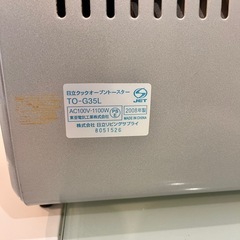 日立クックオーブントースター
TO-G35L
AC100V-1100W
東芝電化工業株式会社
JET
2008年製
MADE IN CHINA
株式会社 日立リビングサプライ
8051526